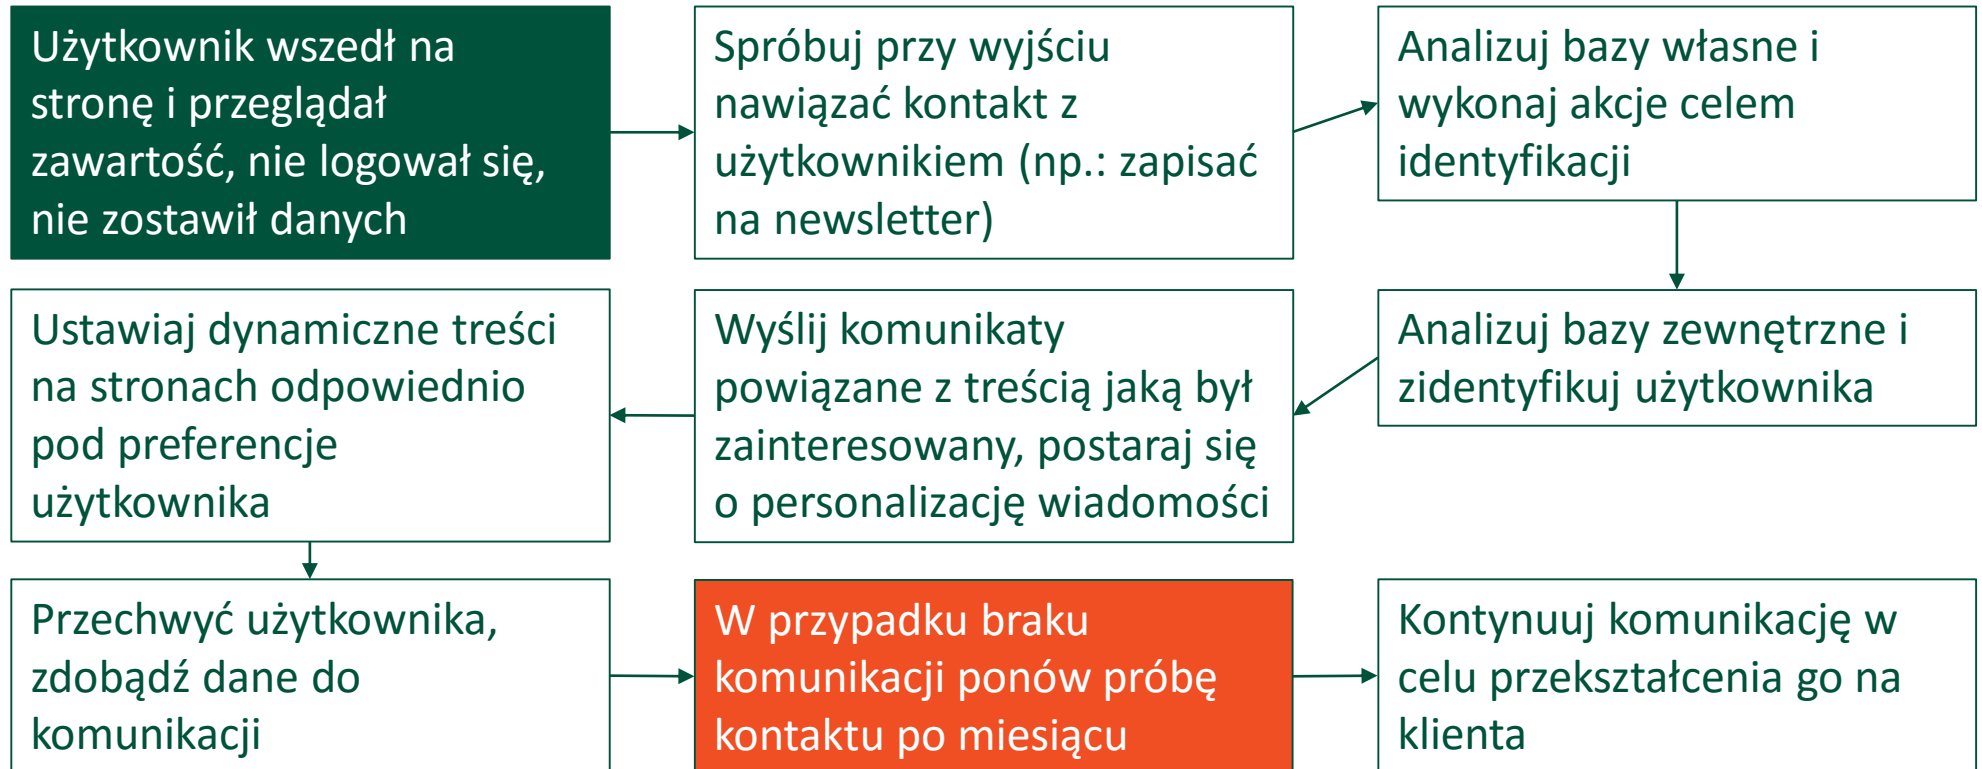 Użytkownik wszedł na
stronę i przeglądał
zawartość, nie logował się,
nie zostawił danych
Spróbuj przy wyjściu
nawiązać kontakt z
użytkownikiem (np.: zapisać
na newsletter)
Analizuj bazy własne i
wykonaj akcje celem
identyfikacji
Analizuj bazy zewnętrzne i
zidentyfikuj użytkownika
Wyślij komunikaty
powiązane z treścią jaką był
zainteresowany, postaraj się
o personalizację wiadomości
Ustawiaj dynamiczne treści
na stronach odpowiednio
pod preferencje
użytkownika
Przechwyć użytkownika,
zdobądź dane do
komunikacji
W przypadku braku
komunikacji ponów próbę
kontaktu po miesiącu
Kontynuuj komunikację w
celu przekształcenia go na
klienta